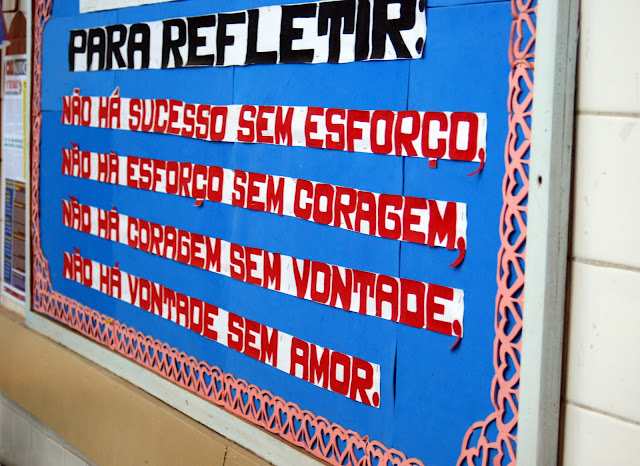 PARA REFLETIR:
NÃO HÁ SUCESSO SEM ESFORÇO,
NÃO HÁ ESFORÇO SEM CORAGEM,
NÃO HÁ CORAGEM SEM VONTADE,
NÃO HÁ VONTADE SEM AMOR.